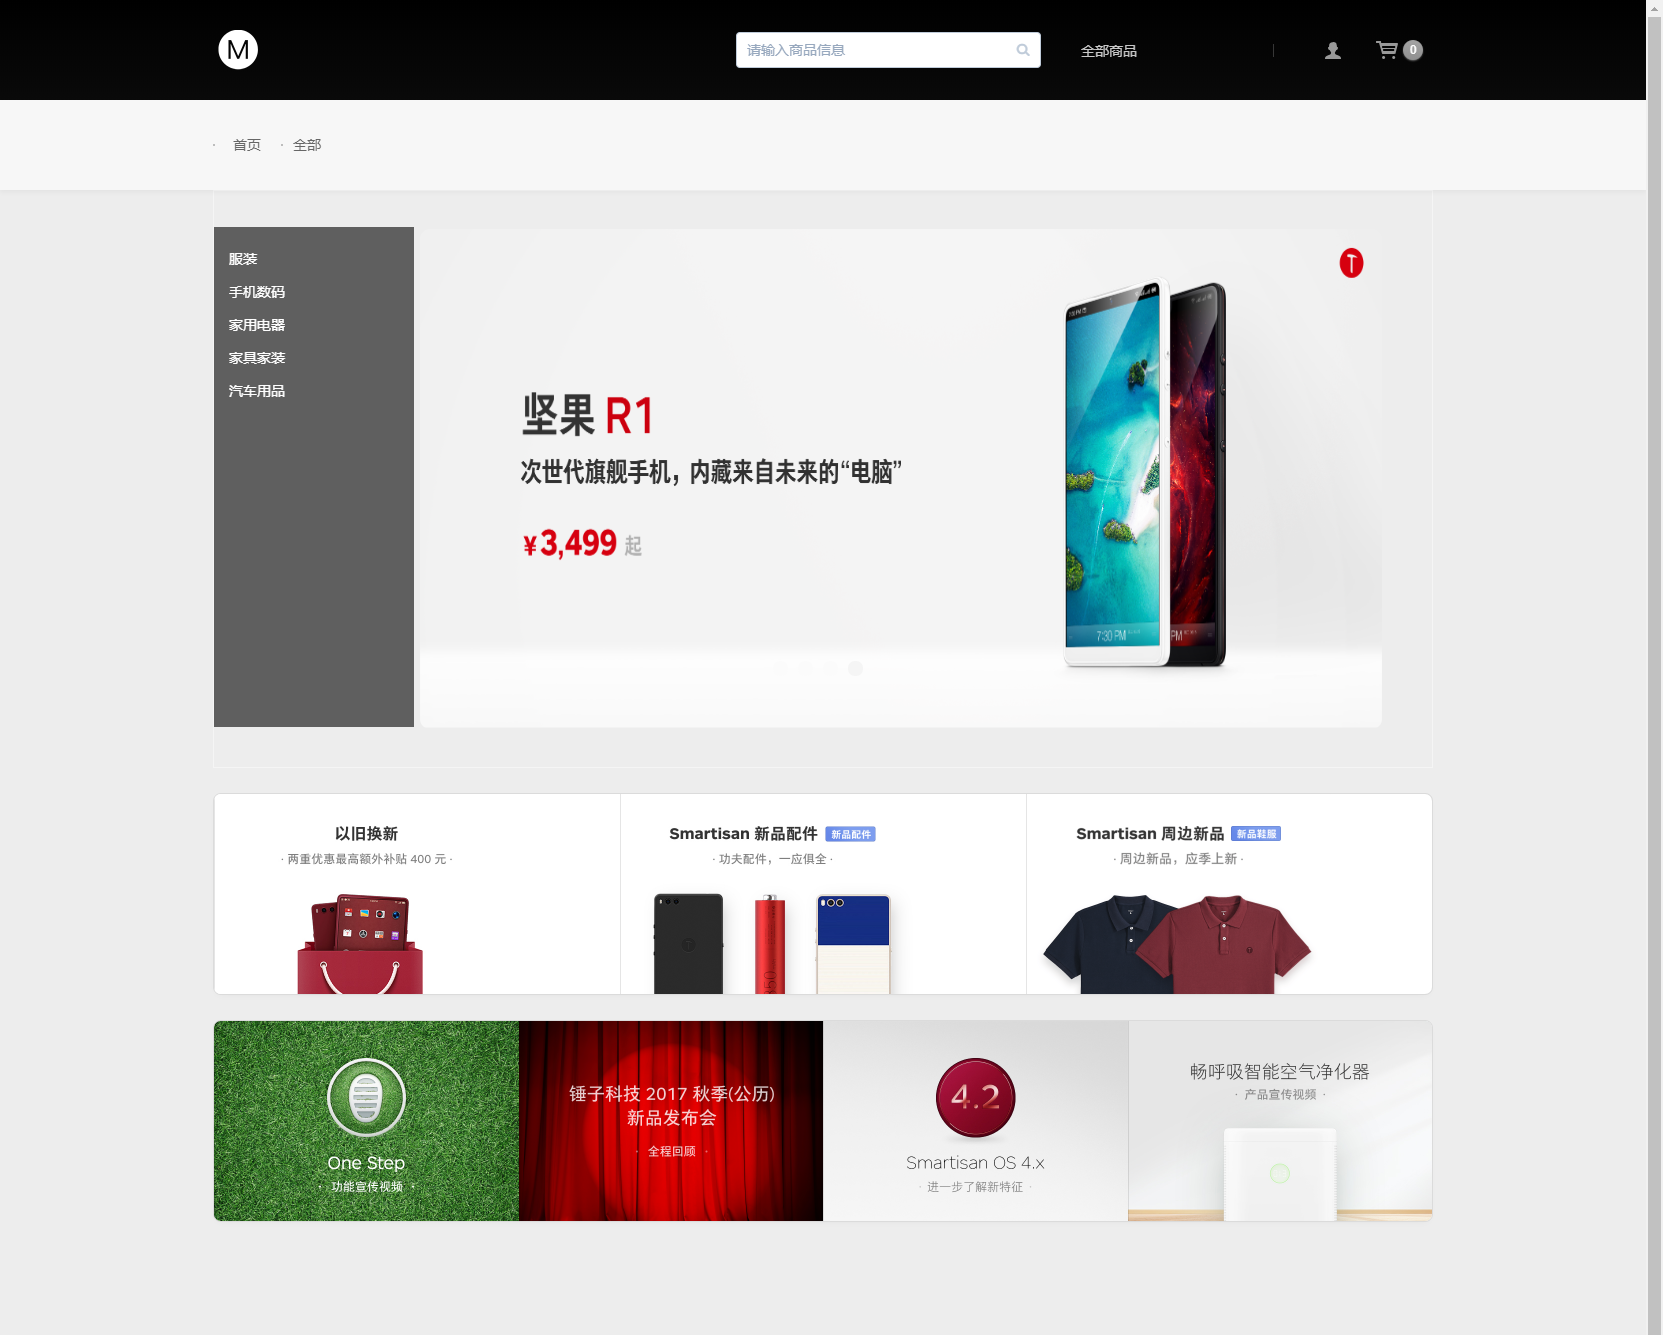 M
请输入商品信息
全部商品
0
· 首页
· 全部
服装
手机数码
家用电器
家具家装
汽车用品
坚果 R1
次世代旗舰手机，内藏来自未来的“电脑”
¥3,499 起
7:30 PM
PM
以旧换新
· 两重优惠最高额外补贴 400 元 ·
Smartisan 新品配件 新品配件
· 功夫配件，一应俱全 ·
Smartisan 周边新品 新品鞋服
· 周边新品，应季上新 ·
One Step
· 功能宣传视频 ·
锤子科技 2017 秋季(公历)
新品发布会
· 全程回顾 ·
4.2
Smartisan OS 4.x
· 进一步了解新特征 ·
畅呼吸智能空气净化器
· 产品宣传视频 ·